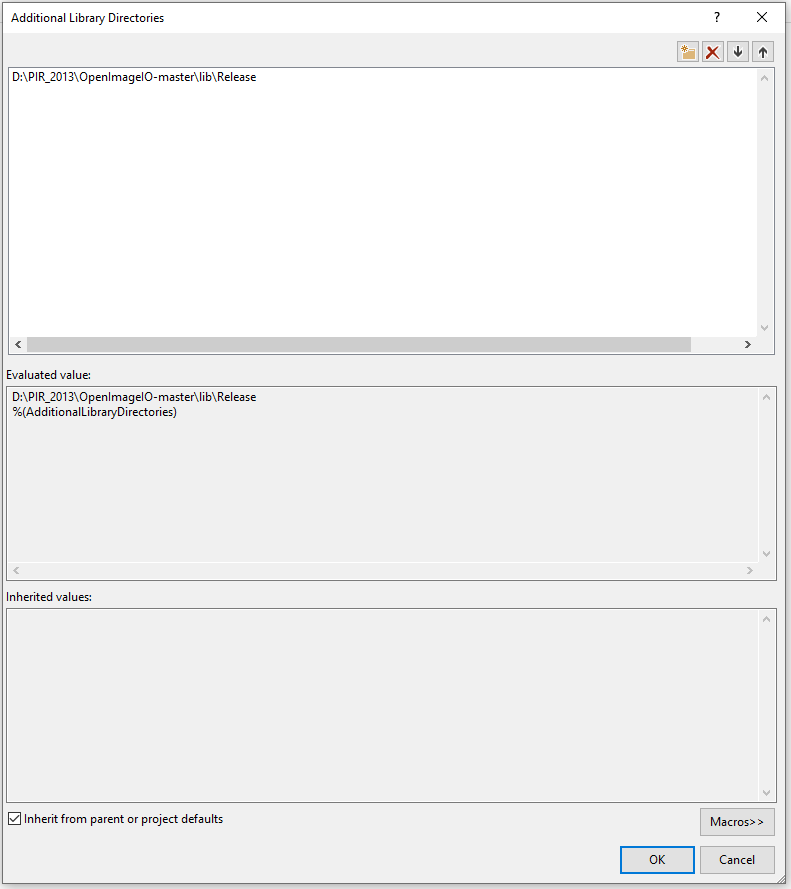 Additional Library Directories
?
D:\PIR_2013\OpenImageIO-master\lib\Release
Evaluated value:
D:\PIR_2013\OpenImageIO-master\lib\Release
%(AdditionalLibraryDirectories)
Inherited values:
Inherit from parent or project defaults
Macros>>
OK
Cancel